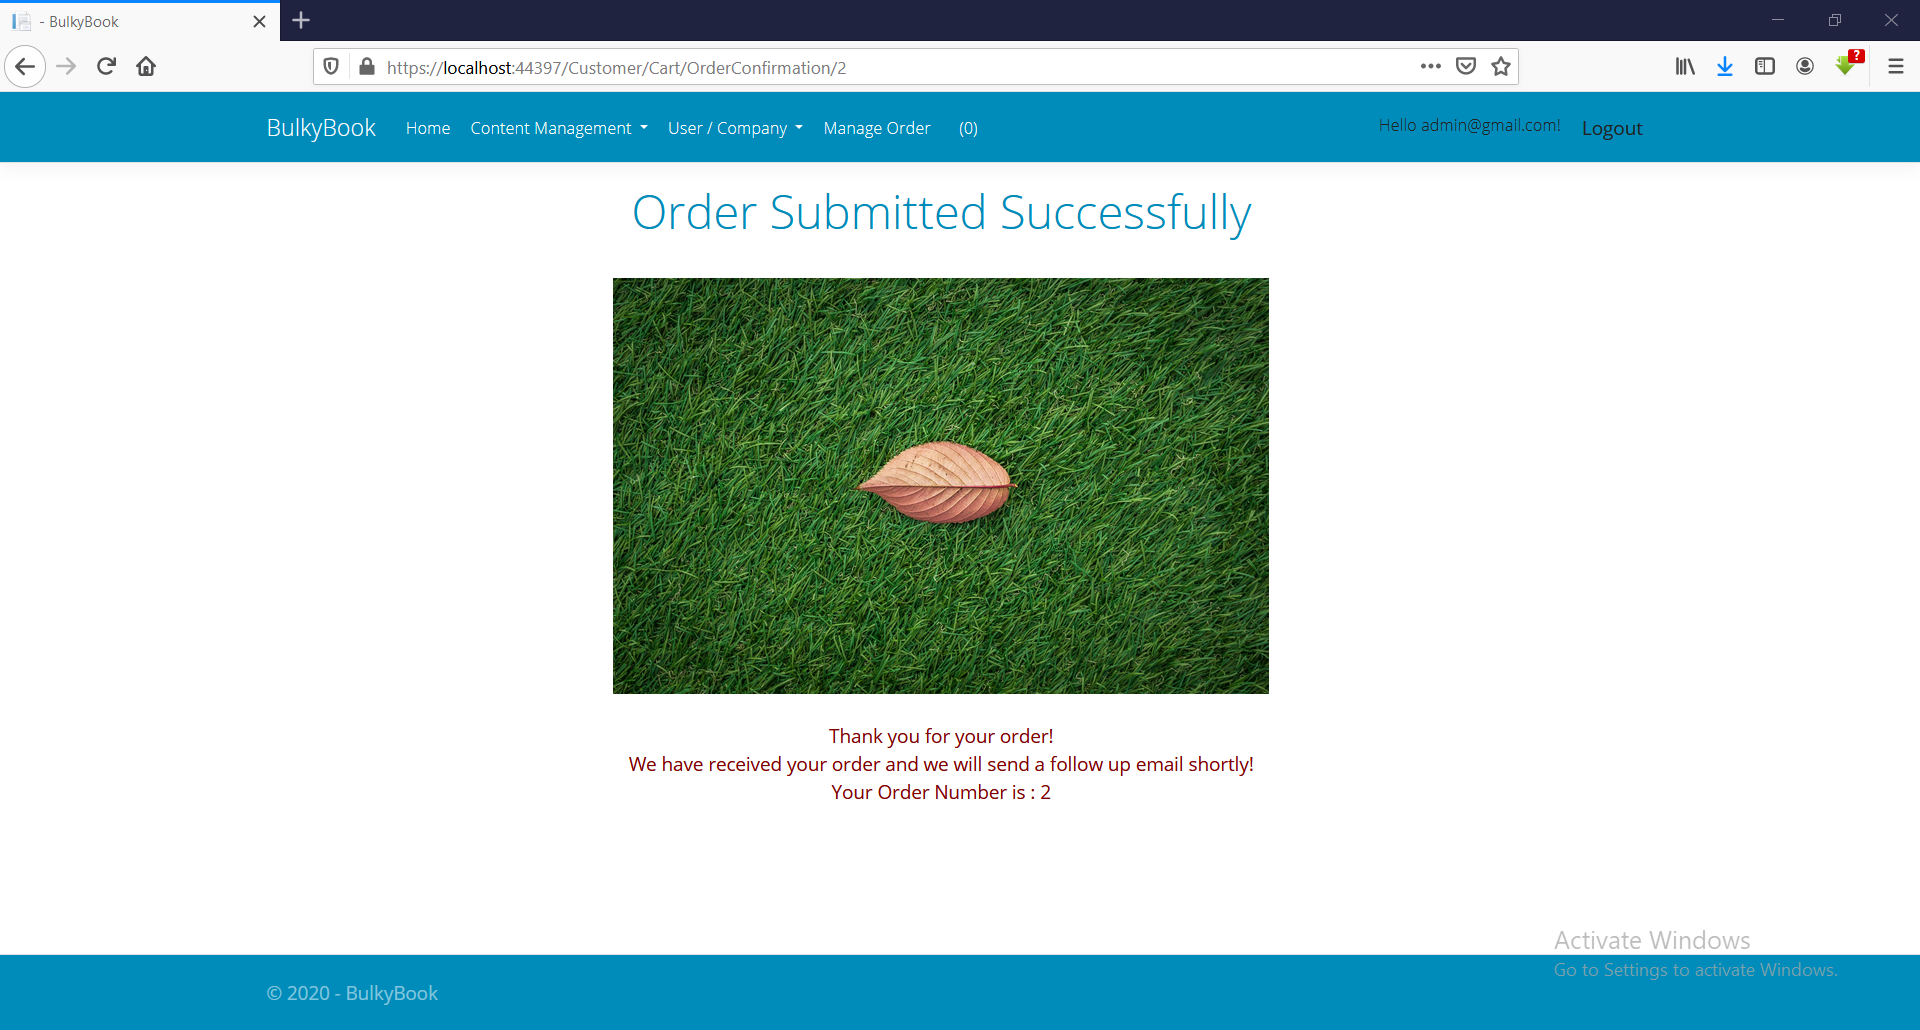 - BulkyBook
https://localhost:44397/Customer/Cart/OrderConfirmation/2
?
BulkyBook Home Content Management User / Company Manage Order (0) Hello admin@gmail.com! Logout
Order Submitted Successfully
Thank you for your order!
We have received your order and we will send a follow up email shortly!
Your Order Number is : 2
Activate Windows
Go to Settings to activate Windows.
© 2020 - BulkyBook